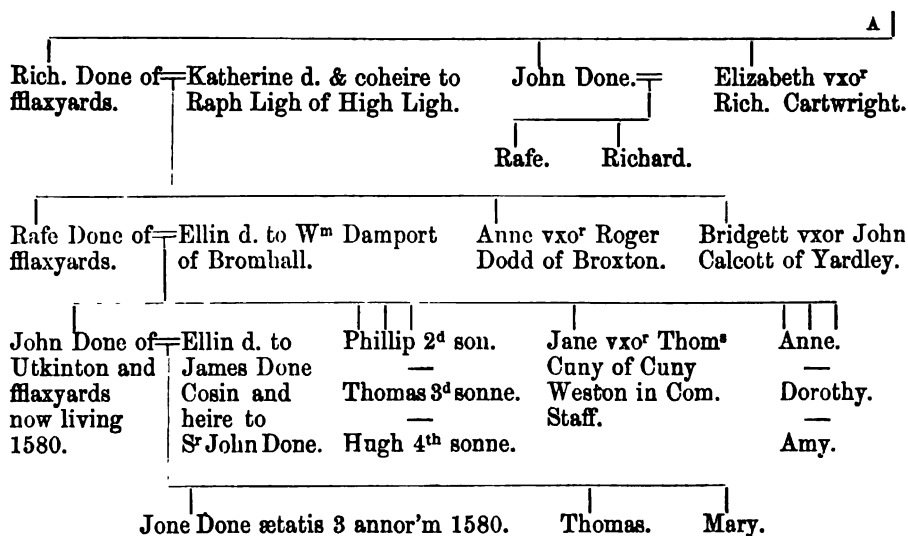 A
Rich. Done of fflaxyards.
Katherine d. & coheire to Raph Ligh of High Ligh.
John Done.
Elizabeth vxoʳ Rich. Cartwright.
Rafe.
Richard.
Rafe Done of fflaxyards.
Ellin d. to Wᵐ Damport of Bromhall.
Anne vxoʳ Roger Dodd of Broxton.
Bridgett vxor John Calcott of Yardley.
John Done of
Utkinton and
fflaxyards
now living
1580.
Ellin d. to
James Done
Cosin and
heire to
Sʳ John Done.
Phillip 2ᵈ son.
—
Thomas 3ᵈ sonne.
—
Hugh 4ᵗʰ sonne.
Jane vxoʳ Thomˢ
Cuny of Cuny
Weston in Com.
Staff.
Anne.
—
Dorothy.
—
Amy.
Jone Done ætatis 3 annor'm 1580.
Thomas.
Mary.